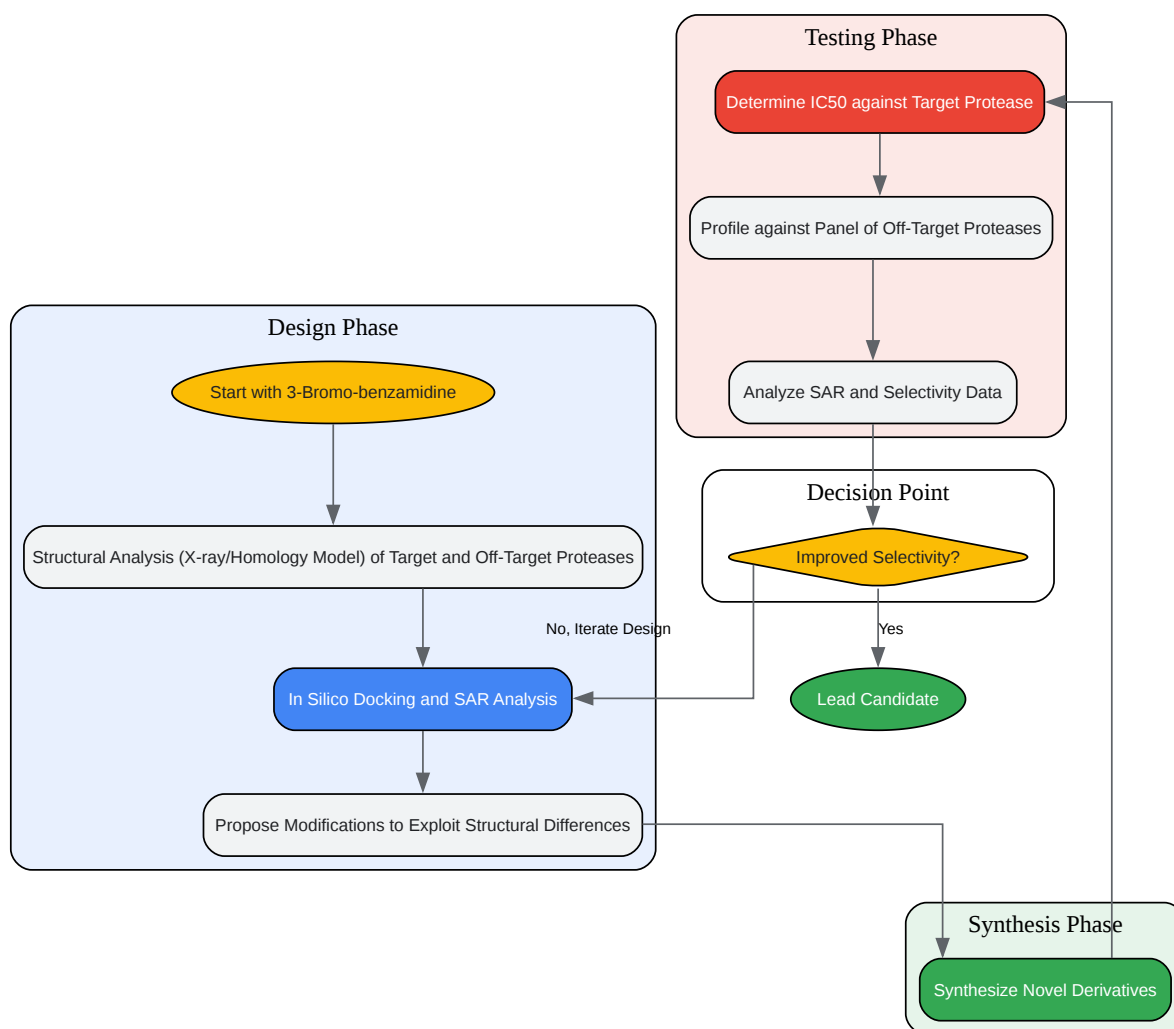 Testing Phase
Determine IC50 against Target Protease
Profile against Panel of Off-Target Proteases
Analyze SAR and Selectivity Data
Design Phase
Start with 3-Bromo-benzamidine
Structural Analysis (X-ray/Homology Model) of Target and Off-Target Proteases
In Silico Docking and SAR Analysis
Propose Modifications to Exploit Structural Differences
Decision Point
Improved Selectivity?
No, Iterate Design
Yes
Lead Candidate
Synthesis Phase
Synthesize Novel Derivatives